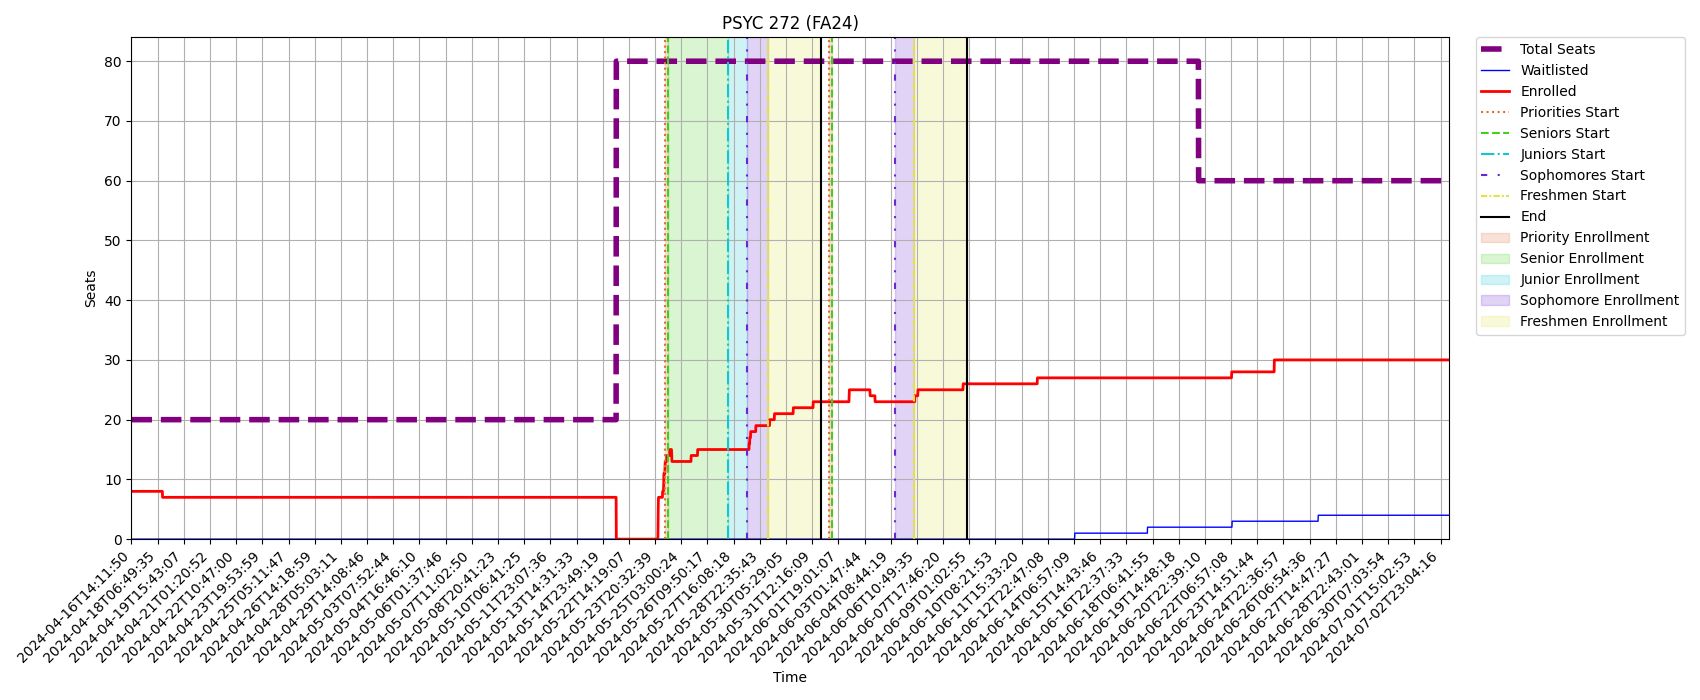 PSYC 272 (FA24)
Seats
80
70
60
50
40
30
20
10
0
2024-04-16T14:11:50
2024-04-18T06:49:35
2024-04-19T15:43:07
2024-04-21T01:20:52
2024-04-22T10:47:00
2024-04-23T19:53:59
2024-04-25T05:11:47
2024-04-26T14:18:59
2024-04-28T05:03:11
2024-04-29T14:08:46
2024-05-03T07:52:44
2024-05-04T16:46:10
2024-05-06T01:37:46
2024-05-07T11:02:50
2024-05-08T20:41:23
2024-05-10T06:41:25
2024-05-11T23:07:36
2024-05-13T14:31:33
2024-05-14T23:49:19
2024-05-22T14:19:07
2024-05-23T20:32:39
2024-05-25T03:00:24
2024-05-26T09:50:17
2024-05-27T16:08:18
2024-05-28T22:35:43
2024-05-30T05:29:05
2024-05-31T12:16:09
2024-06-01T19:01:07
2024-06-03T01:47:44
2024-06-04T08:44:19
2024-06-06T10:49:35
2024-06-07T17:46:20
2024-06-09T01:02:55
2024-06-10T08:21:53
2024-06-11T15:33:20
2024-06-12T22:47:08
2024-06-14T06:57:09
2024-06-15T14:43:46
2024-06-16T22:37:33
2024-06-18T06:41:55
2024-06-19T14:48:18
2024-06-20T22:39:10
2024-06-22T06:57:08
2024-06-23T14:51:44
2024-06-24T22:36:57
2024-06-26T06:54:36
2024-06-27T14:47:27
2024-06-28T22:43:01
2024-06-30T07:03:54
2024-07-01T15:02:53
2024-07-02T23:04:16
Time
Total Seats
Waitlisted
Enrolled
Priorities Start
Seniors Start
Juniors Start
Sophomores Start
Freshmen Start
End
Priority Enrollment
Senior Enrollment
Junior Enrollment
Sophomore Enrollment
Freshmen Enrollment